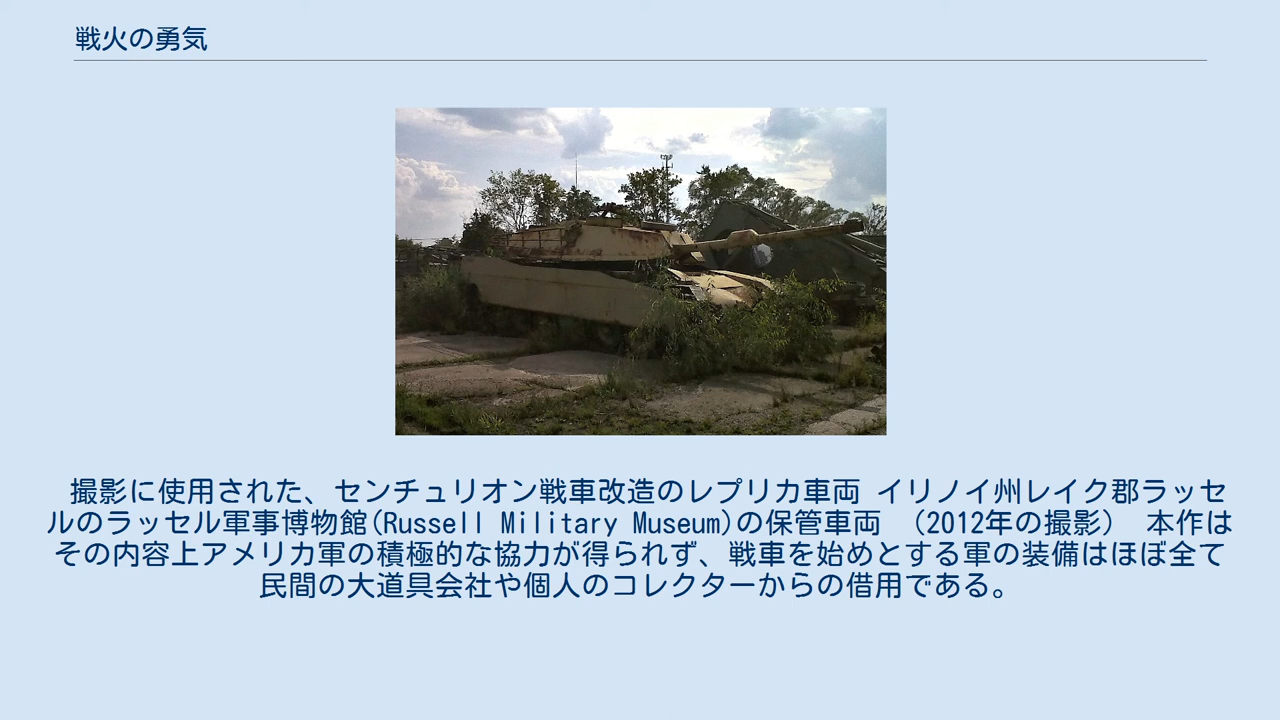 戦火の勇気
撮影に使用された、センチュリオン戦車改造のレプリカ車両 イリノイ州レイク郡ラッセ
ルのラッセル軍事博物館(Russell Military Museum)の保管車両 （2012年の撮影） 本作は
その内容上アメリカ軍の積極的な協力が得られず、戦車を始めとする軍の装備はほぼ全て
民間の大道具会社や個人のコレクターからの借用である。